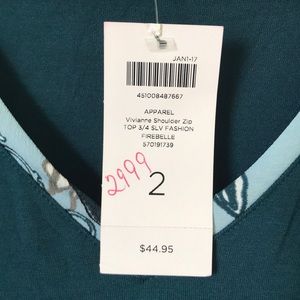 JAN1-17
451008487667
APPAREL
Vivianne Shoulder Zip
TOP 3/4 SLV FASHION
FIREBELLE
570191739
2999
2
$44.95